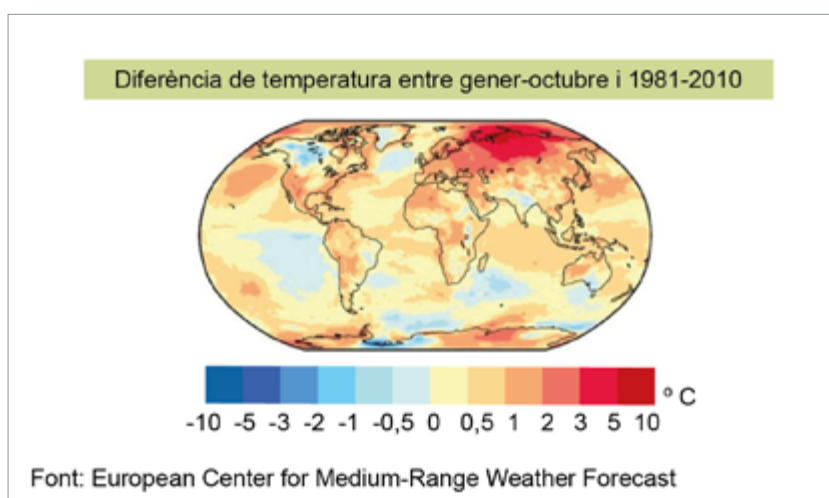 Diferència de temperatura entre gener-octubre i 1981-2010
-10 -5 -3 -2 -1 -0,5 0 0,5 1 2 3 5 10 º C
Font: European Center for Medium-Range Weather Forecast